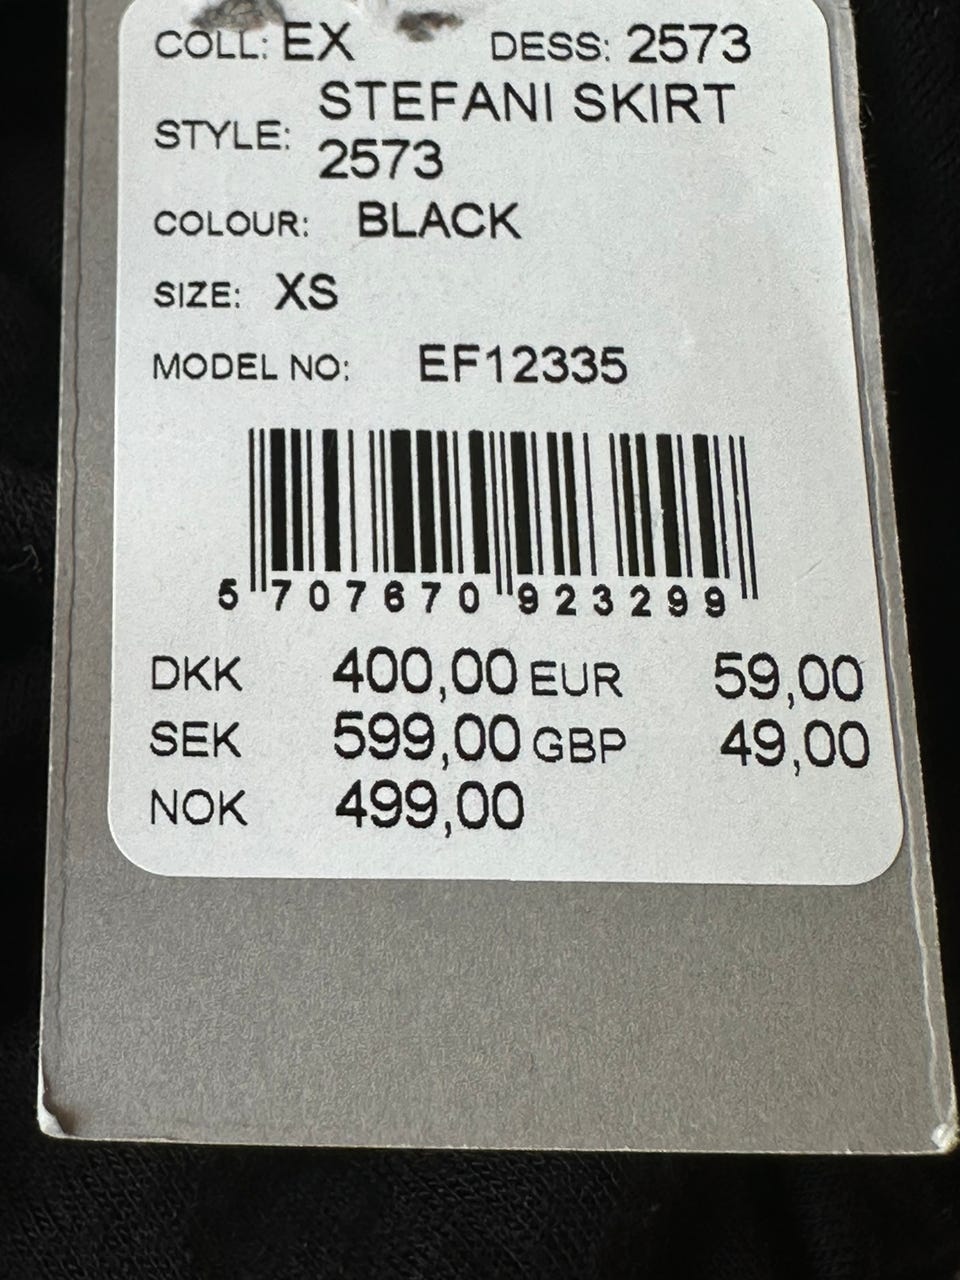 COLL: EX DESS: 2573
STYLE: STEFANI SKIRT
2573
COLOUR: BLACK
SIZE: XS
MODEL NO: EF12335
5 707670 923299
DKK 400,00 EUR 59,00
SEK 599,00 GBP 49,00
NOK 499,00